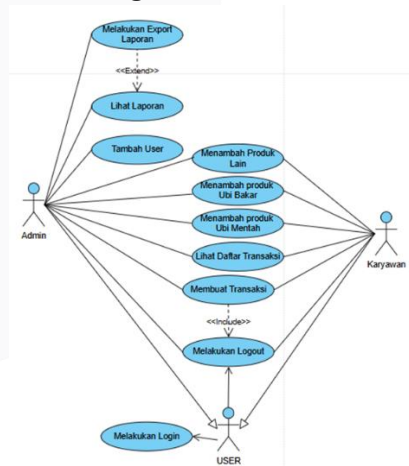 Melakukan Export
Laporan
<<Extend>>
Lihat Laporan
Tambah User
Menambah Produk
Lain
Menambah produk
Ubi Bakar
Menambah produk
Ubi Mentah
Lihat Daftar Transaksi
Membuat Transaksi
<<Include>>
Melakukan Logout
Melakukan Login
Admin
Karyawan
USER